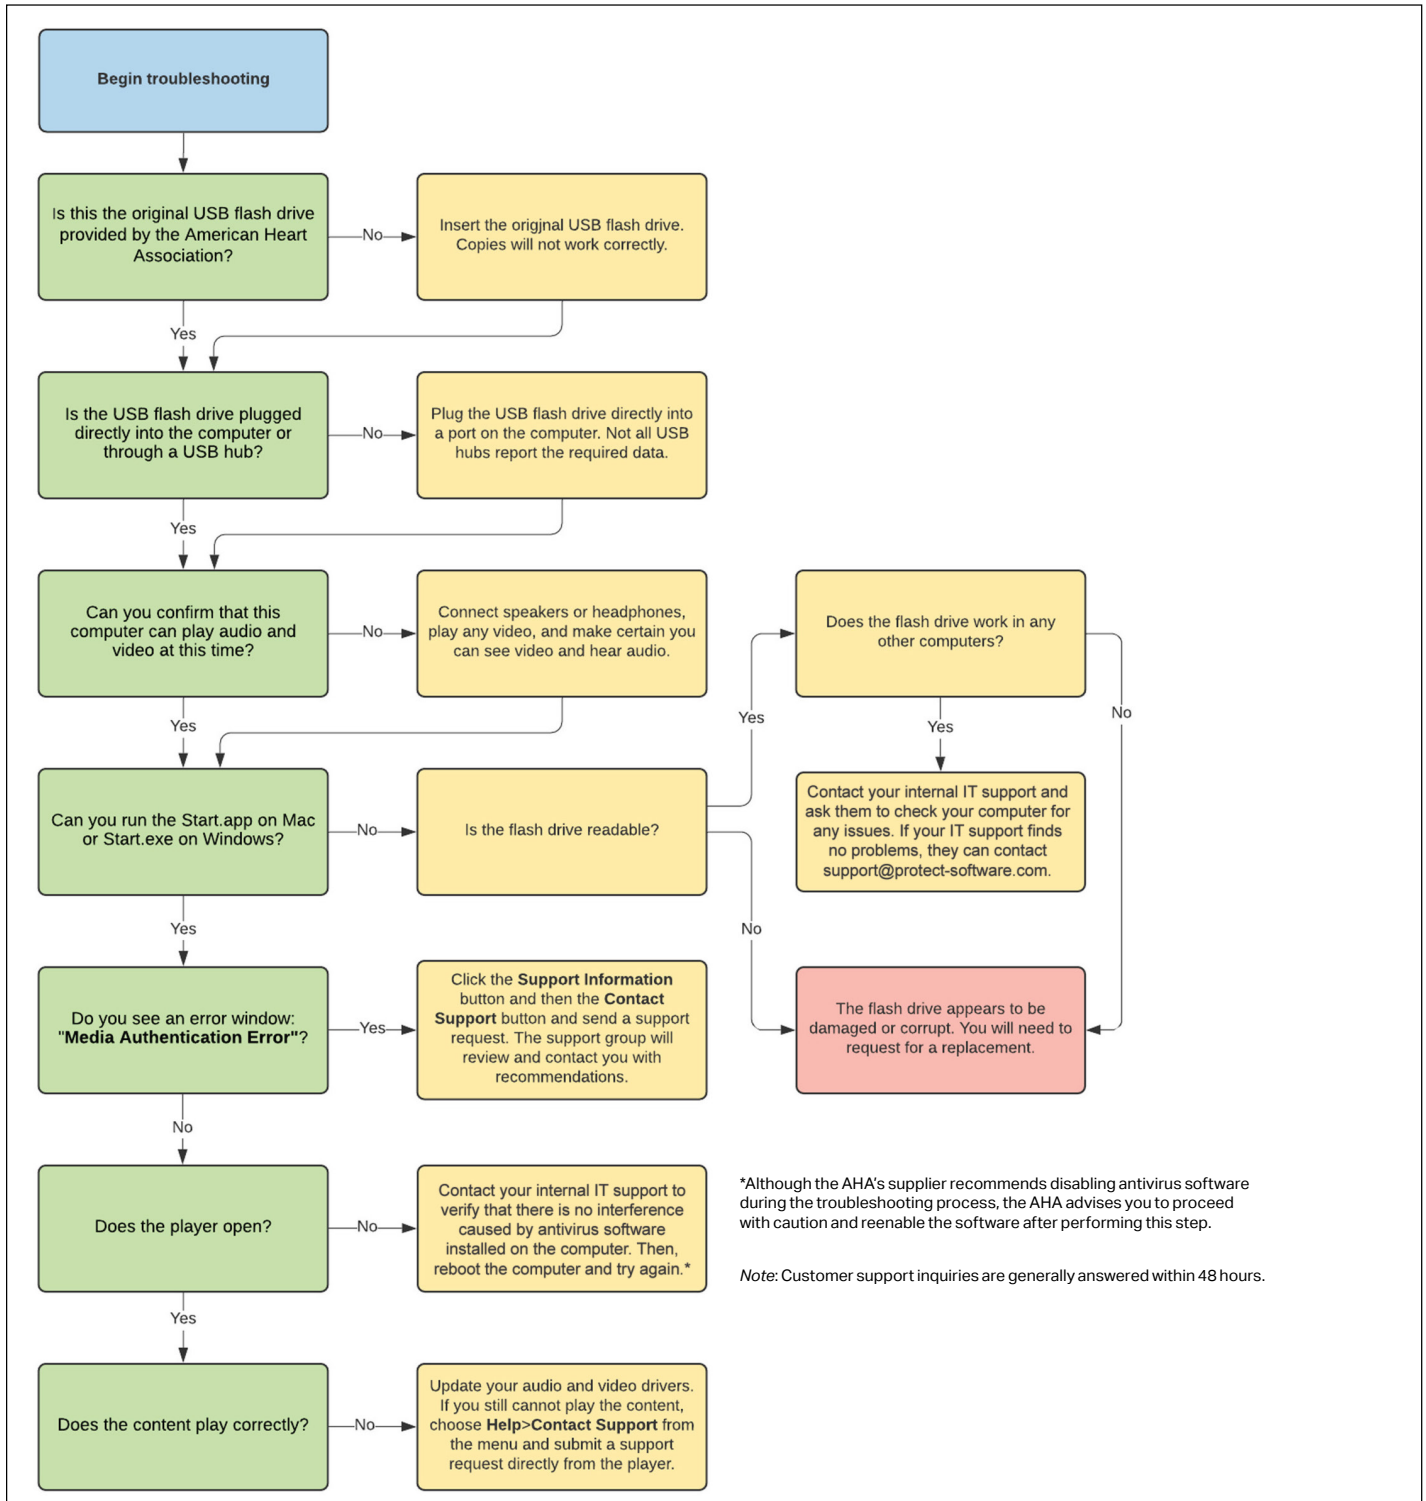 Begin troubleshooting
Is this the original USB flash drive
provided by the American Heart
Association?
No
Insert the original USB flash drive.
Copies will not work correctly.
Yes
Is the USB flash drive plugged
directly into the computer or
through a USB hub?
No
Plug the USB flash drive directly into
a port on the computer. Not all USB
hubs report the required data.
Yes
Can you confirm that this
computer can play audio and
video at this time?
No
Connect speakers or headphones,
play any video, and make certain you
can see video and hear audio.
Does the flash drive work in any
other computers?
Yes
Yes
Yes
No
Can you run the Start.app on Mac
or Start.exe on Windows?
No
Is the flash drive readable?
Contact your internal IT support and
ask them to check your computer for
any issues. If your IT support finds
no problems, they can contact
support@protect-software.com.
Yes
No
Do you see an error window:
"Media Authentication Error"?
Yes
Click the Support Information
button and then the Contact
Support button and send a support
request. The support group will
review and contact you with
recommendations.
The flash drive appears to be
damaged or corrupt. You will need to
request for a replacement.
No
Does the player open?
No
Contact your internal IT support to
verify that there is no interference
caused by antivirus software
installed on the computer. Then,
reboot the computer and try again.*
*Although the AHA's supplier recommends disabling antivirus software
during the troubleshooting process, the AHA advises you to proceed
with caution and reenable the software after performing this step.
Note: Customer support inquiries are generally answered within 48 hours.
Yes
Does the content play correctly?
No
Update your audio and video drivers.
If you still cannot play the content,
choose Help>Contact Support from
the menu and submit a support
request directly from the player.